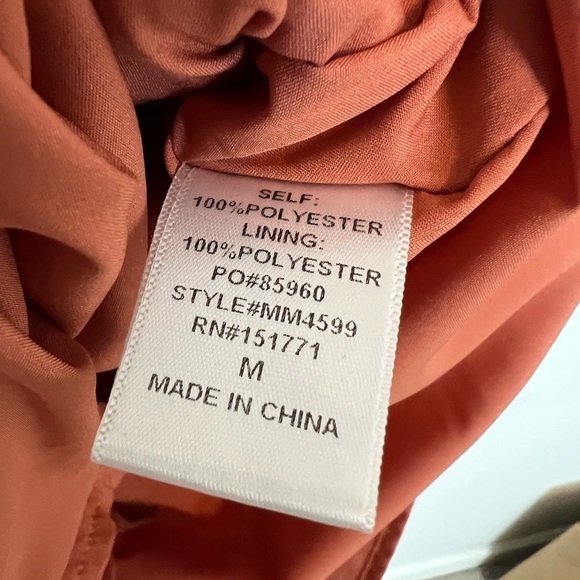 SELF:
100%POLYESTER
LINING:
100%POLYESTER
PO#85960
STYLE#MM4599
RN#151771
M
MADE IN CHINA